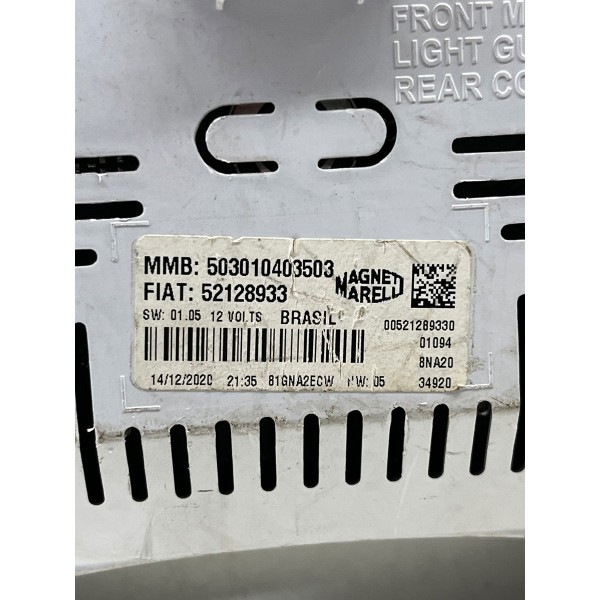 FRONT M
LIGHT GU
REAR CO
MMB: 503010403503
FIAT: 52128933
MAGNETI
MARELLI
SW: 01.05 12 VOLTS BRASIL
00521289330
01094
8NA20
14/12/2020 21:35 81GNA2ECW HW: 05
34920